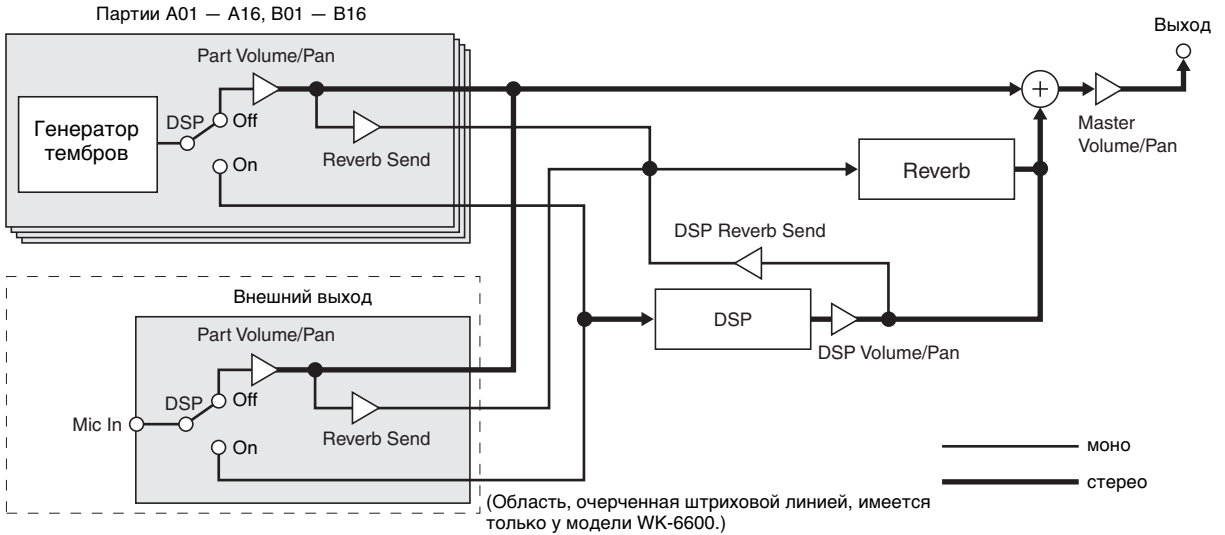 Партии A01 — A16, B01 — B16
Выход
Part Volume/Pan
Генератор
тембров
DSP
Off
On
Reverb Send
+
Master
Volume/Pan
Reverb
DSP Reverb Send
DSP
DSP Volume/Pan
Внешний выход
Part Volume/Pan
Mic In
DSP
Off
On
Reverb Send
моно
стерео
(Область, очерченная штриховой линией, имеется
только у модели WK-6600.)